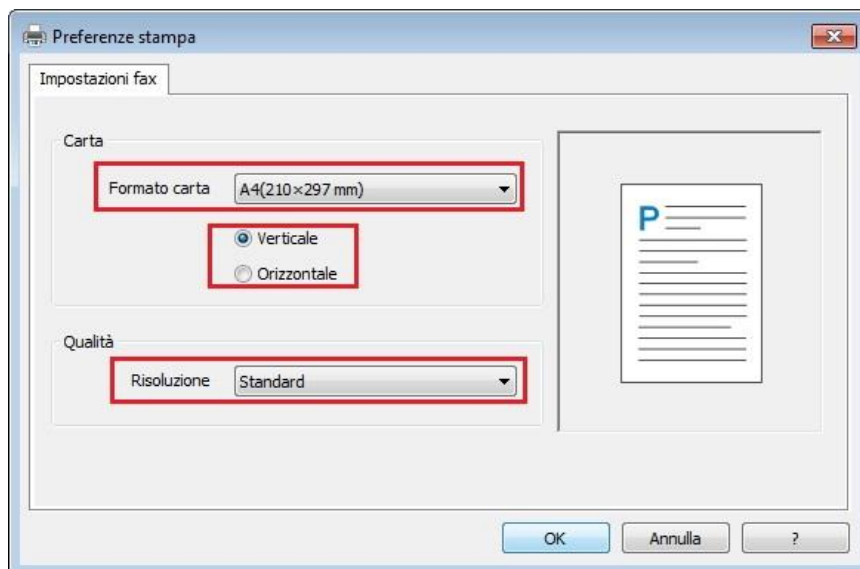 Preferenze stampa
Impostazioni fax
Carta
Formato carta A4(210×297 mm)
Verticale
Orizzontale
Qualità
Risoluzione Standard
P
OK Annulla ?